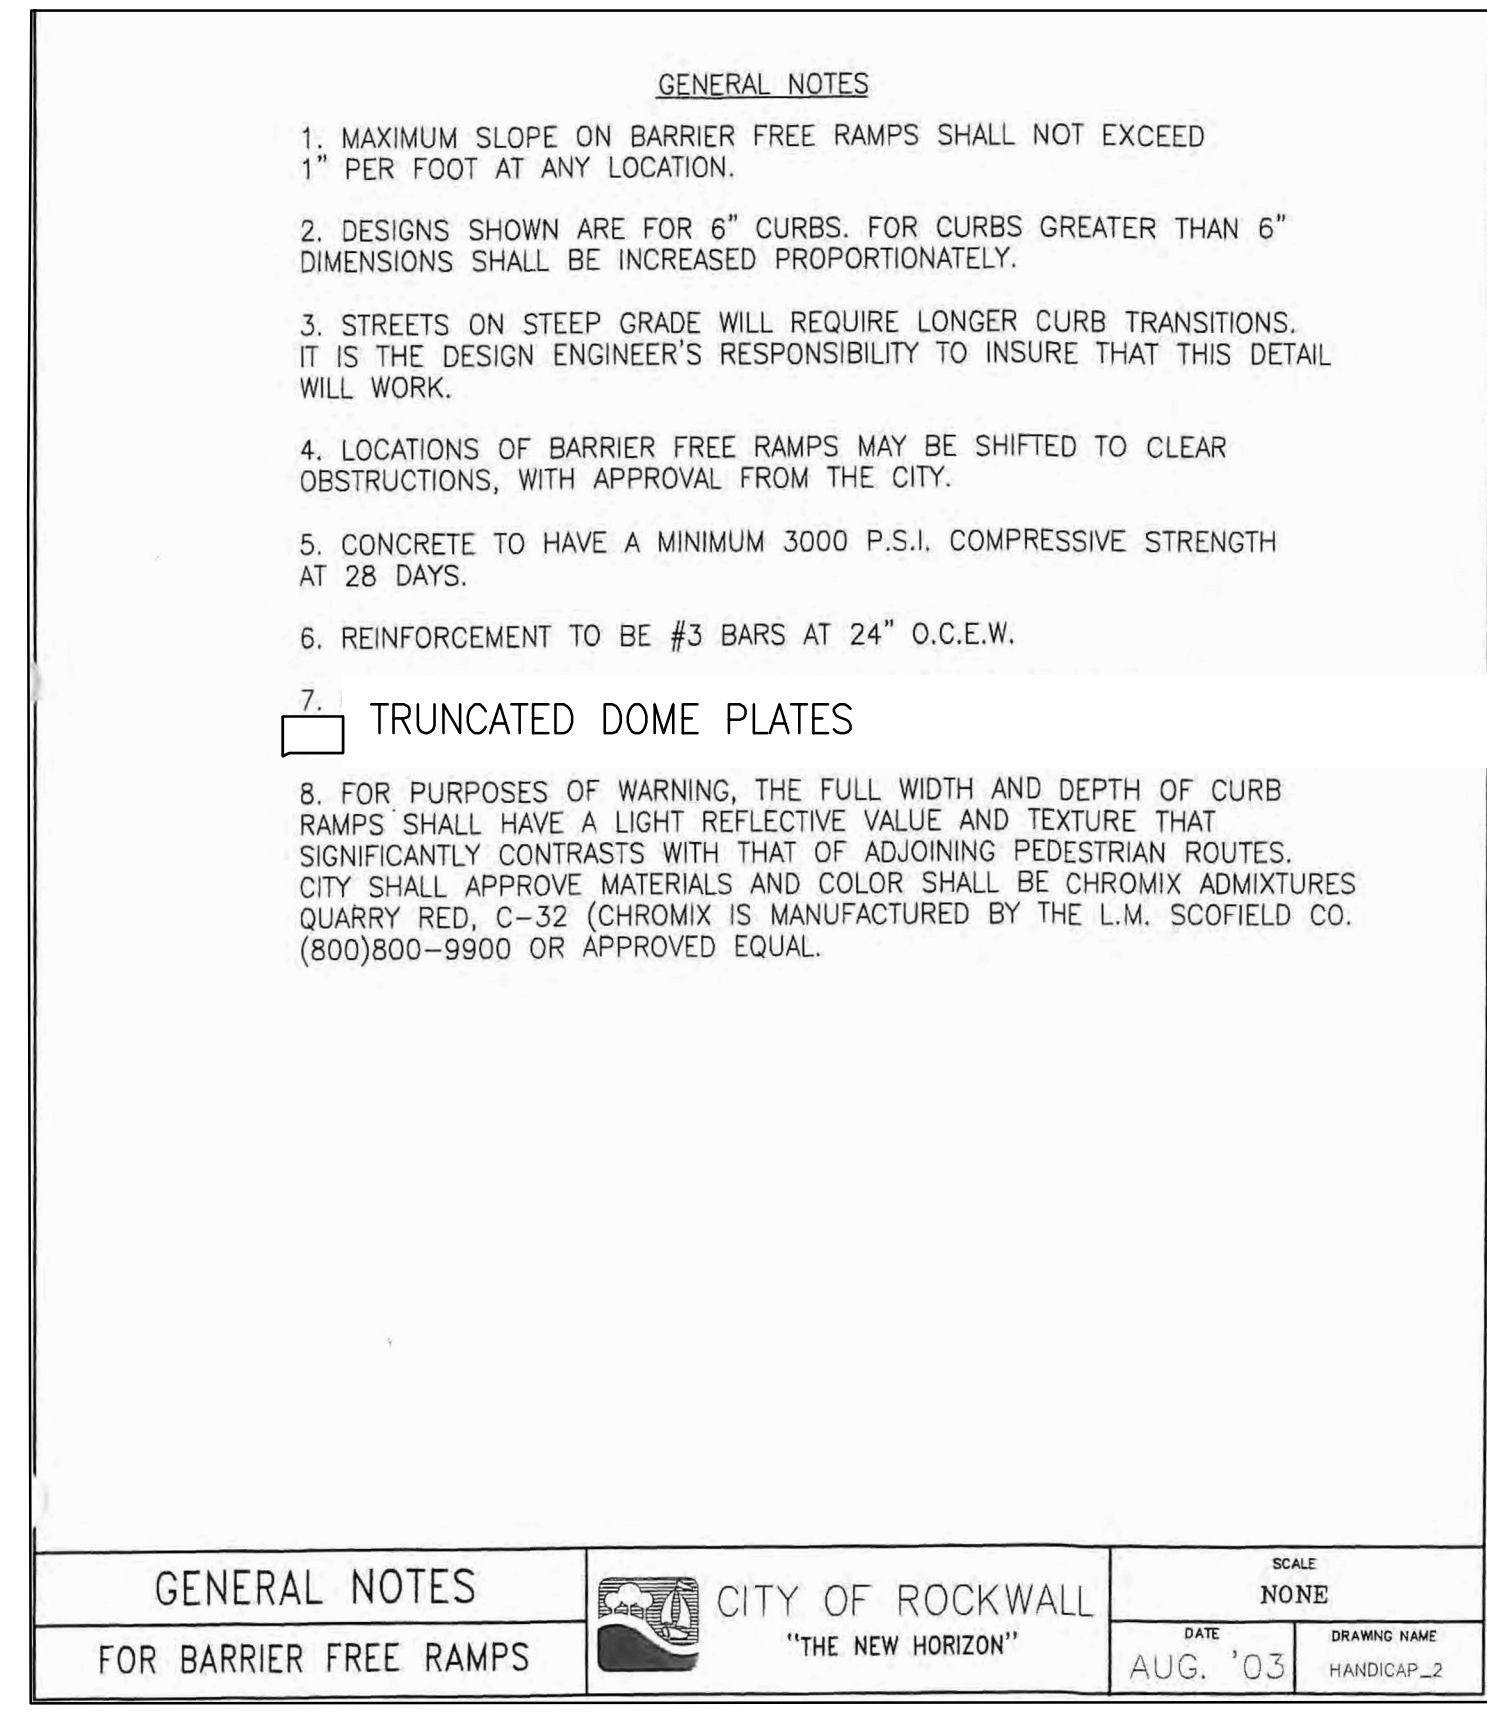 GENERAL NOTES
1. MAXIMUM SLOPE ON BARRIER FREE RAMPS SHALL NOT EXCEED
1" PER FOOT AT ANY LOCATION.
2. DESIGNS SHOWN ARE FOR 6" CURBS. FOR CURBS GREATER THAN 6"
DIMENSIONS SHALL BE INCREASED PROPORTIONATELY.
3. STREETS ON STEEP GRADE WILL REQUIRE LONGER CURB TRANSITIONS.
IT IS THE DESIGN ENGINEER'S RESPONSIBILITY TO INSURE THAT THIS DETAIL
WILL WORK.
4. LOCATIONS OF BARRIER FREE RAMPS MAY BE SHIFTED TO CLEAR
OBSTRUCTIONS, WITH APPROVAL FROM THE CITY.
5. CONCRETE TO HAVE A MINIMUM 3000 P.S.I. COMPRESSIVE STRENGTH
AT 28 DAYS.
6. REINFORCEMENT TO BE #3 BARS AT 24" O.C.E.W.
7. TRUNCATED DOME PLATES
8. FOR PURPOSES OF WARNING, THE FULL WIDTH AND DEPTH OF CURB
RAMPS SHALL HAVE A LIGHT REFLECTIVE VALUE AND TEXTURE THAT
SIGNIFICANTLY CONTRASTS WITH THAT OF ADJOINING PEDESTRIAN ROUTES.
CITY SHALL APPROVE MATERIALS AND COLOR SHALL BE CHROMIX ADMIXTURES
QUARRY RED, C-32 (CHROMIX IS MANUFACTURED BY THE L.M. SCOFIELD CO.
(800)800-9900 OR APPROVED EQUAL.
GENERAL NOTES
FOR BARRIER FREE RAMPS
CITY OF ROCKWALL
"THE NEW HORIZON"
SCALE
NONE
DATE
AUG. '03
DRAWING NAME
HANDICAP_2